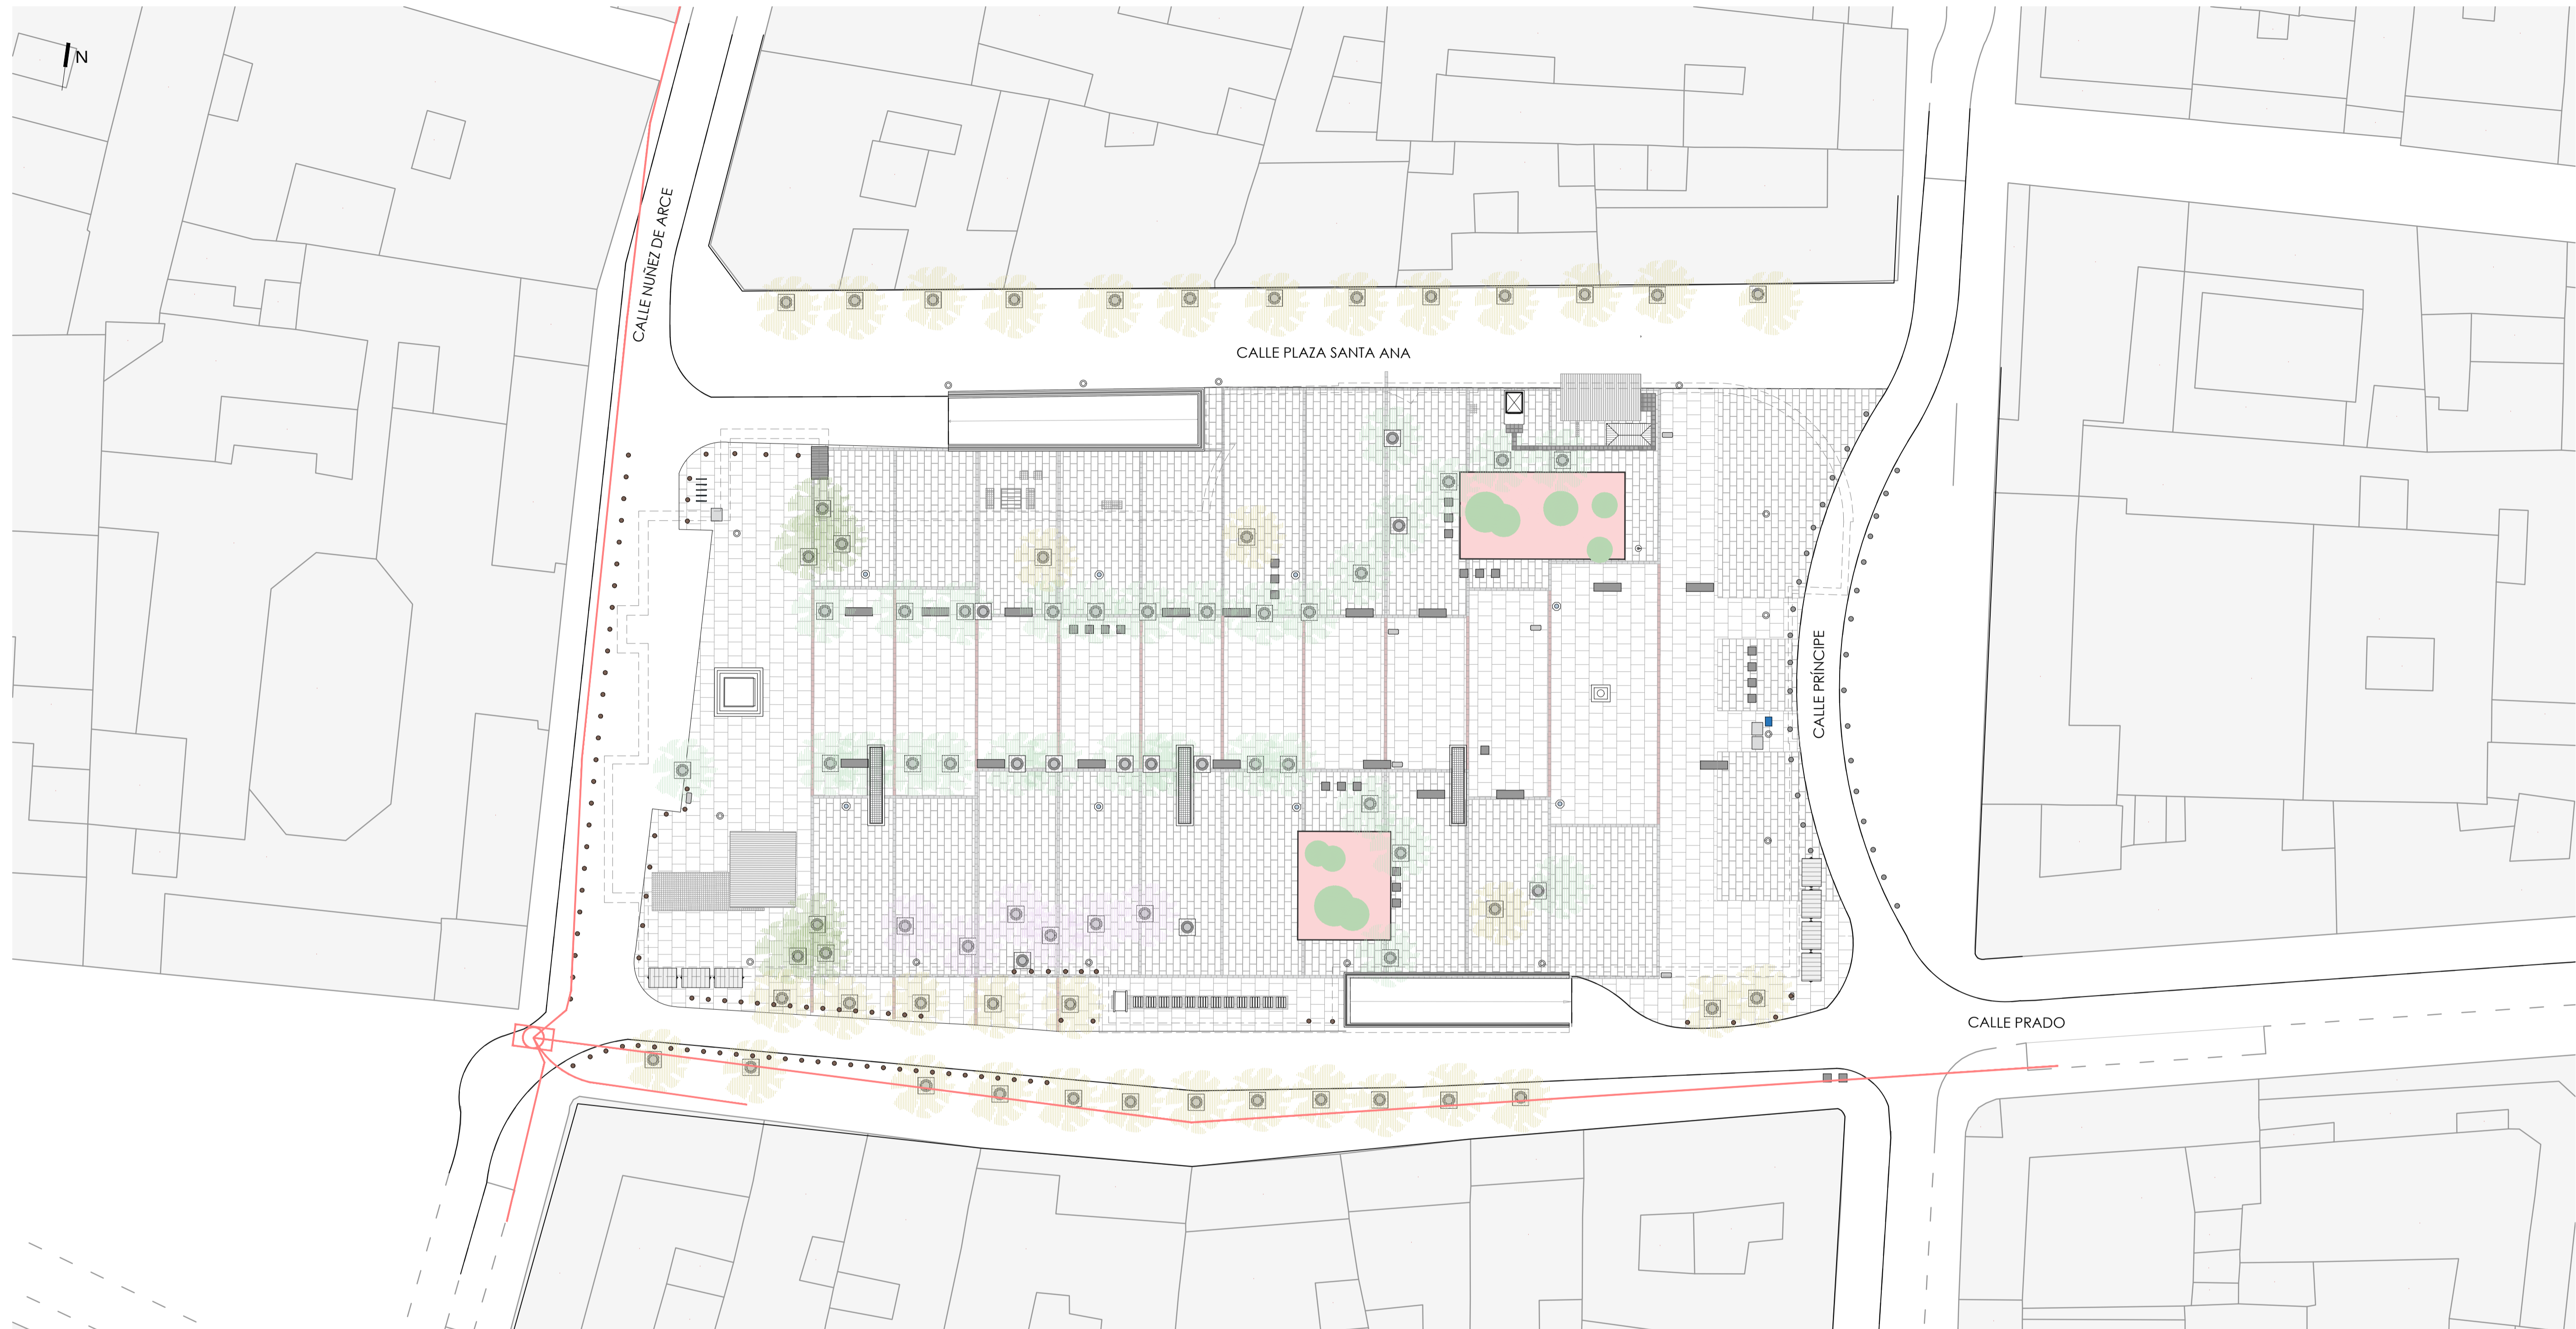 N
CALLE NUÑEZ DE ARCE
CALLE PLAZA SANTA ANA
CALLE PRÍNCIPE
CALLE PRADO